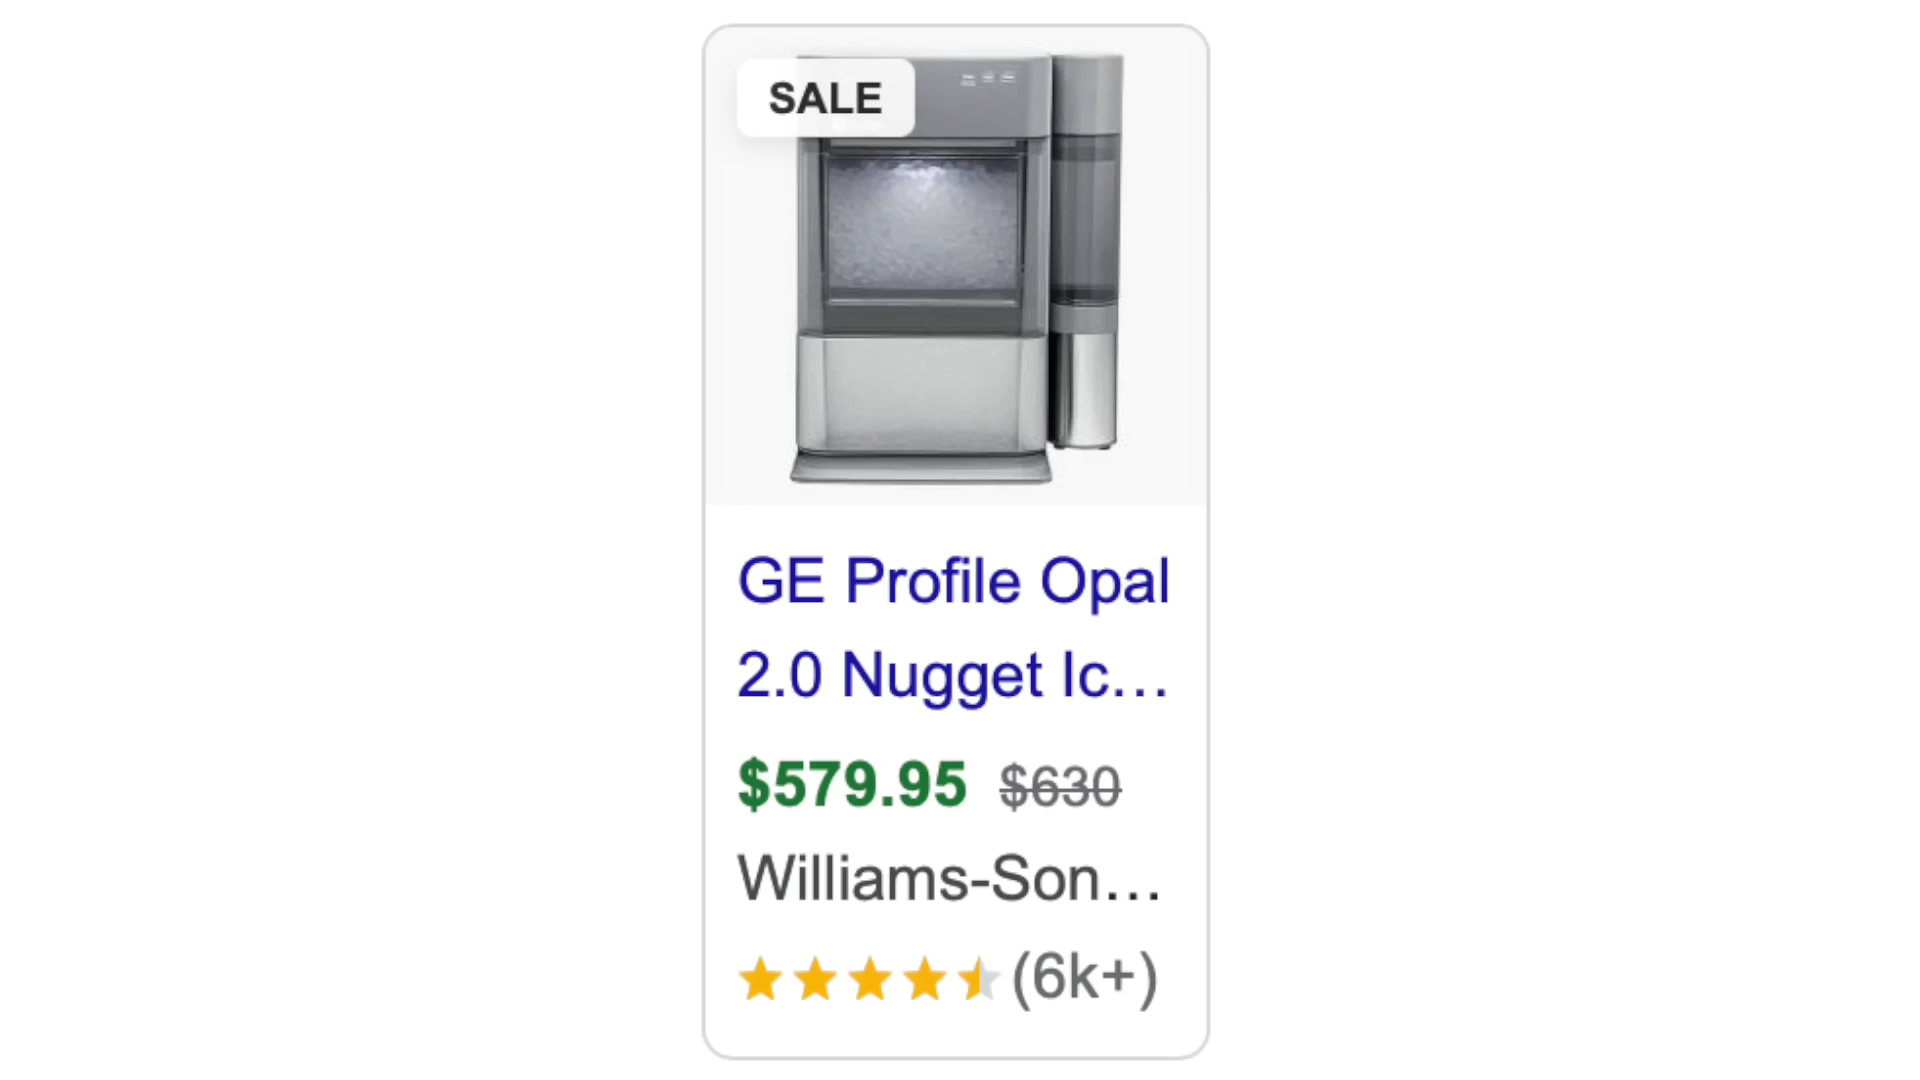 SALE
GE Profile Opal
2.0 Nugget Ic...
$579.95 $630
Williams-Son...
(6k+)